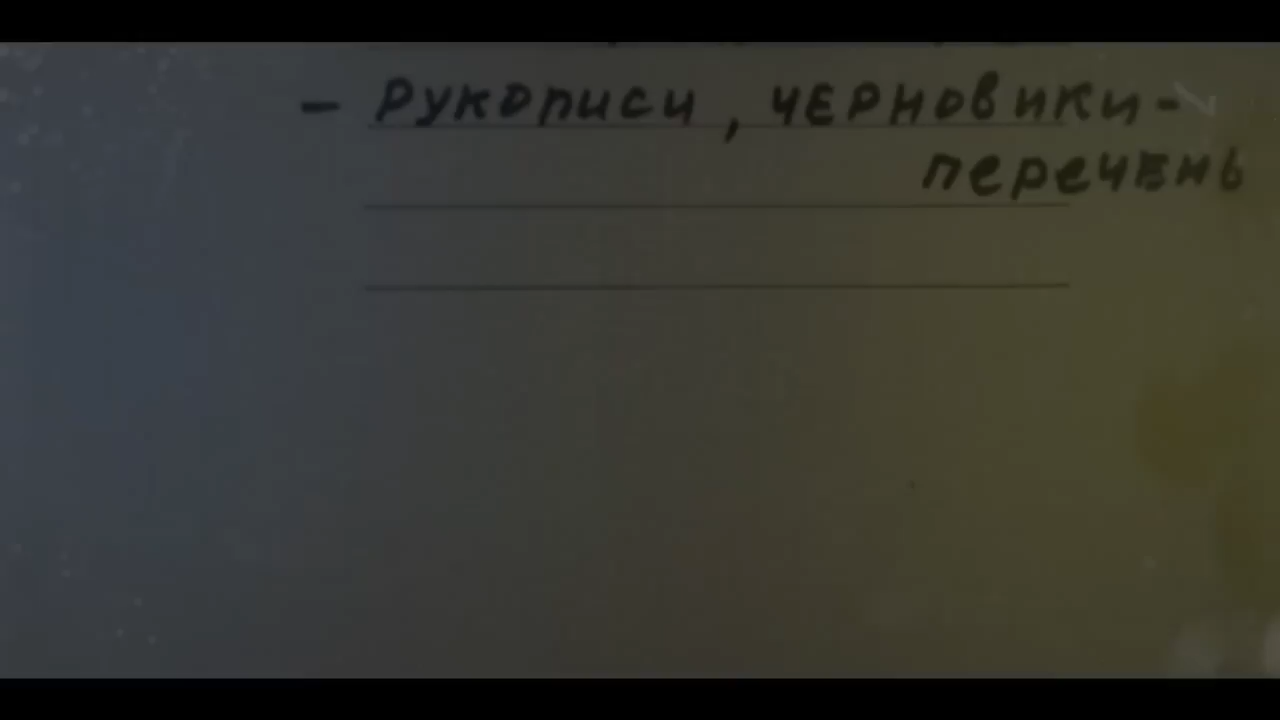 – Рукописи, черновики-
перечень